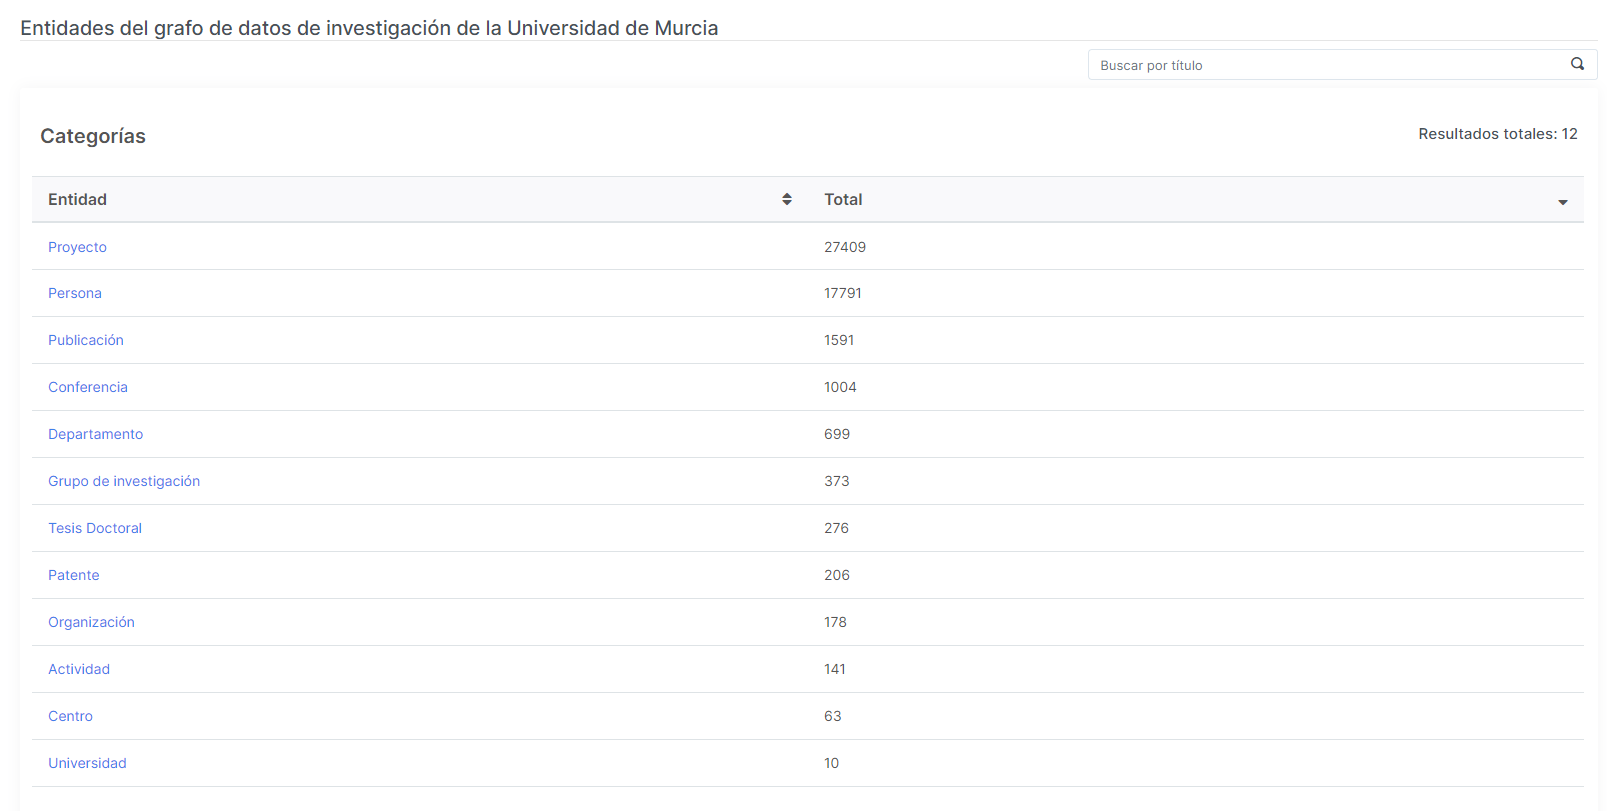 Entidades del grafo de datos de investigación de la Universidad de Murcia
Buscar por título
Categorías
Resultados totales: 12
Entidad Total
Proyecto 27409
Persona 17791
Publicación 1591
Conferencia 1004
Departamento 699
Grupo de investigación 373
Tesis Doctoral 276
Patente 206
Organización 178
Actividad 141
Centro 63
Universidad 10